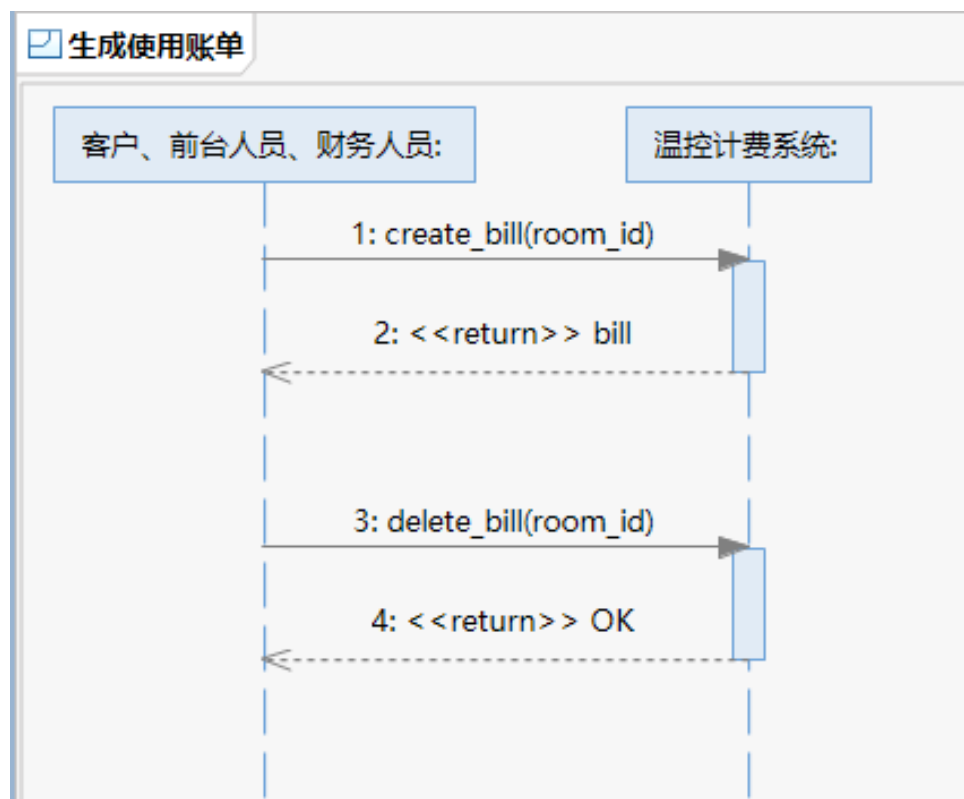 生成使用账单
客户、前台人员、财务人员:
温控计费系统:
1: create_bill(room_id)
2: <<return>> bill
3: delete_bill(room_id)
4: <<return>> OK